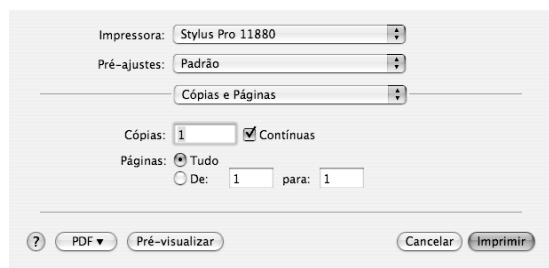 Impressora: Stylus Pro 11880
Pré-ajustes: Padrão
Cópias e Páginas
Cópias: 1 Contínuas
Páginas: Tudo
De: 1 para: 1
? PDF ▼ Pré-visualizar Cancelar Imprimir